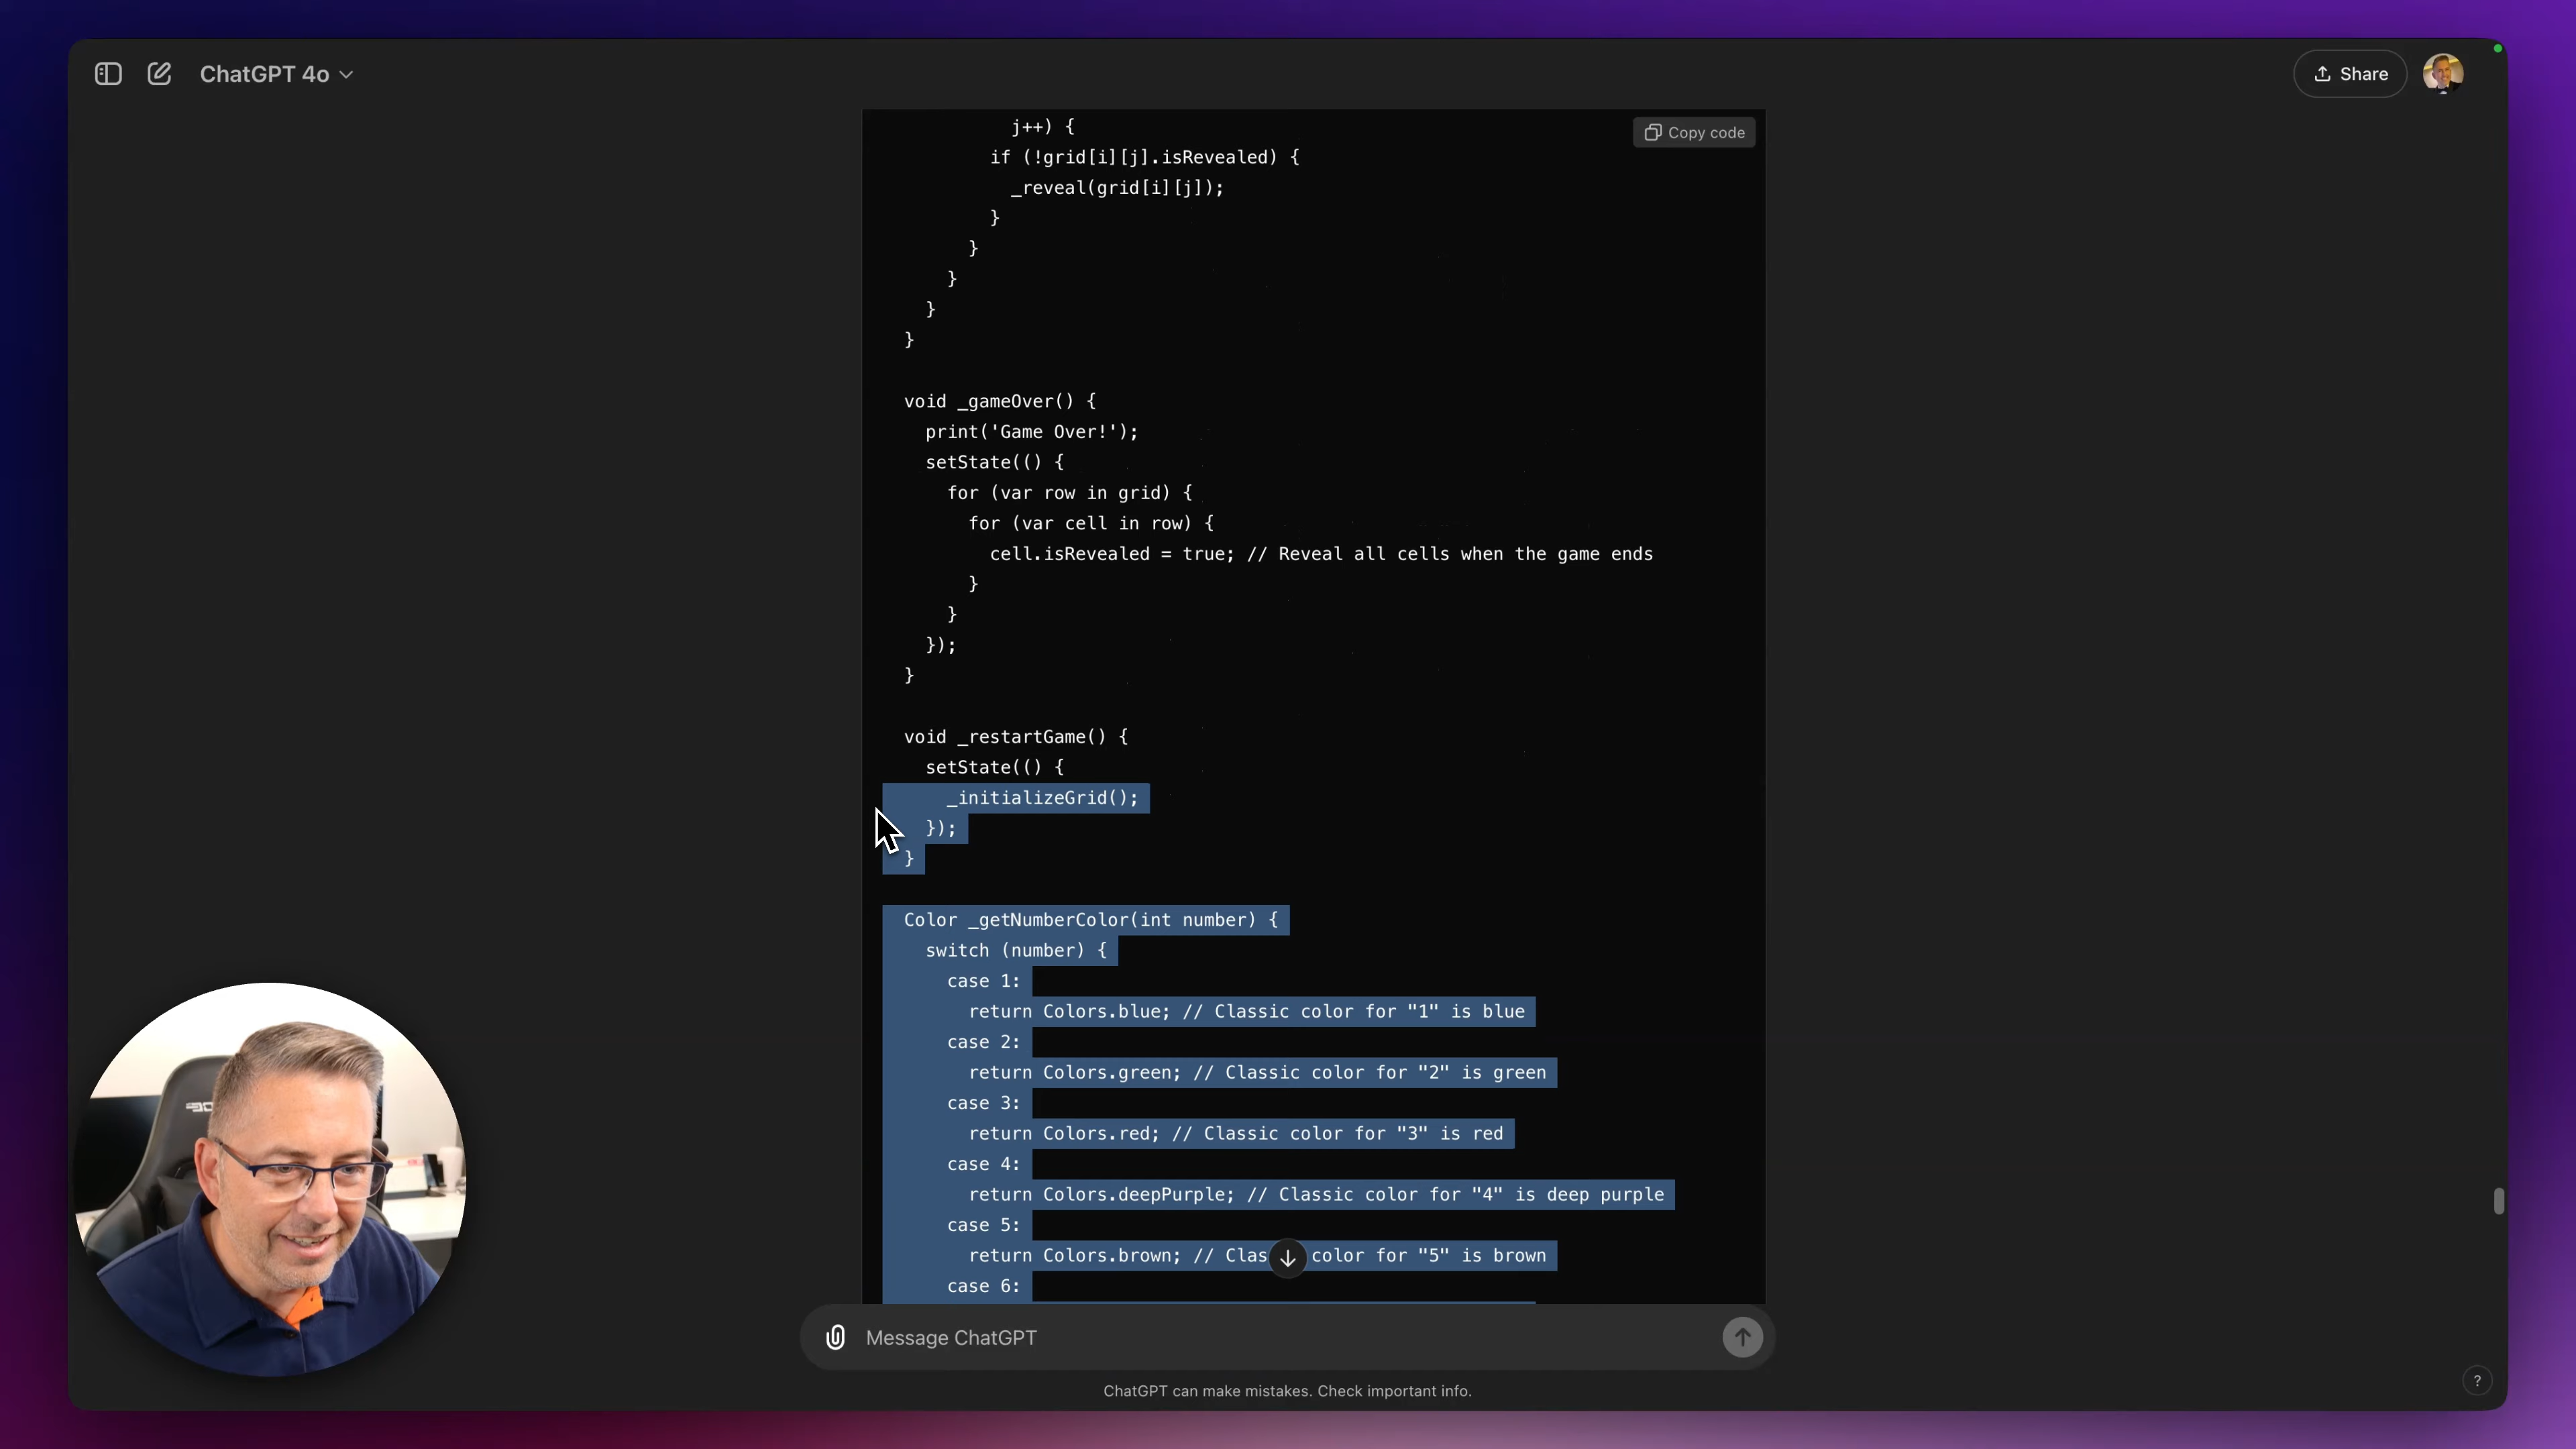 ChatGPT 4o
Share
Copy code
j++) {
if (!grid[i][j].isRevealed) {
_reveal(grid[i][j]);
}
}
}
}
}
void _gameOver() {
print('Game Over!');
setState(() {
for (var row in grid) {
for (var cell in row) {
cell.isRevealed = true; // Reveal all cells when the game ends
}
}
});
}
void _restartGame() {
setState(() {
_initializeGrid();
});
}
Color _getNumberColor(int number) {
switch (number) {
case 1:
return Colors.blue; // Classic color for "1" is blue
case 2:
return Colors.green; // Classic color for "2" is green
case 3:
return Colors.red; // Classic color for "3" is red
case 4:
return Colors.deepPurple; // Classic color for "4" is deep purple
case 5:
return Colors.brown; // Clas color for "5" is brown
case 6:
Message ChatGPT
ChatGPT can make mistakes. Check important info.
?